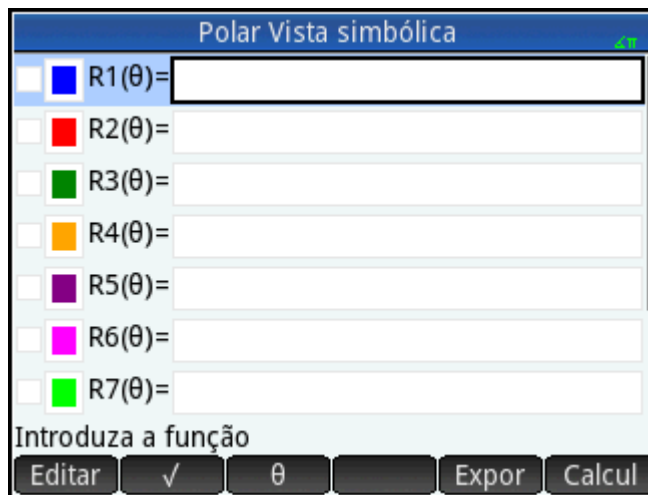 Polar Vista simbólica
∡π
R1(θ)=
R2(θ)=
R3(θ)=
R4(θ)=
R5(θ)=
R6(θ)=
R7(θ)=
Introduza a função
Editar √ θ Expor Calcul